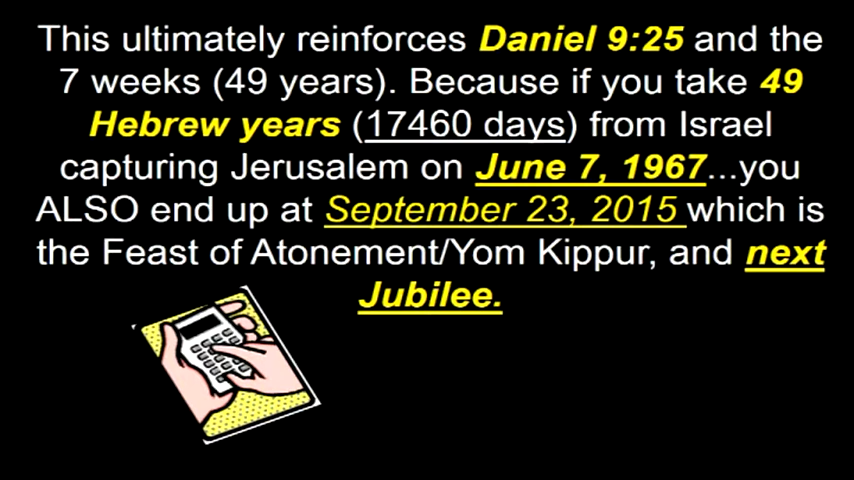 This ultimately reinforces Daniel 9:25 and the
7 weeks (49 years). Because if you take 49
Hebrew years (17460 days) from Israel
capturing Jerusalem on June 7, 1967...you
ALSO end up at September 23, 2015 which is
the Feast of Atonement/Yom Kippur, and next
Jubilee.